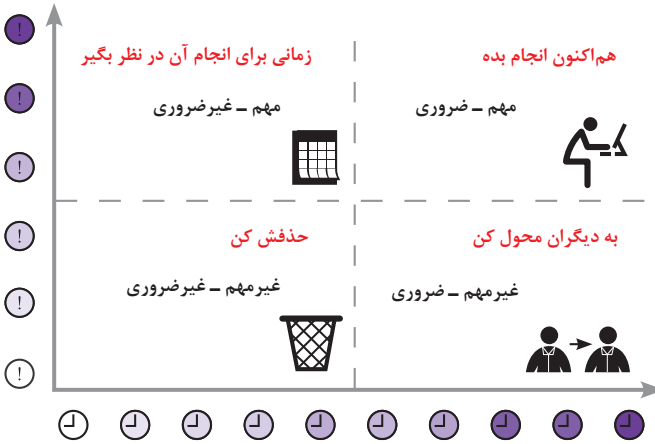 هم‌اکنون انجام بده
مهم ـ ضروری
زمانی برای انجام آن در نظر بگیر
مهم ـ غیرضروری
به دیگران محول کن
غیرمهم ـ ضروری
حذفش کن
غیرمهم ـ غیرضروری
!
!
!
!
!
!